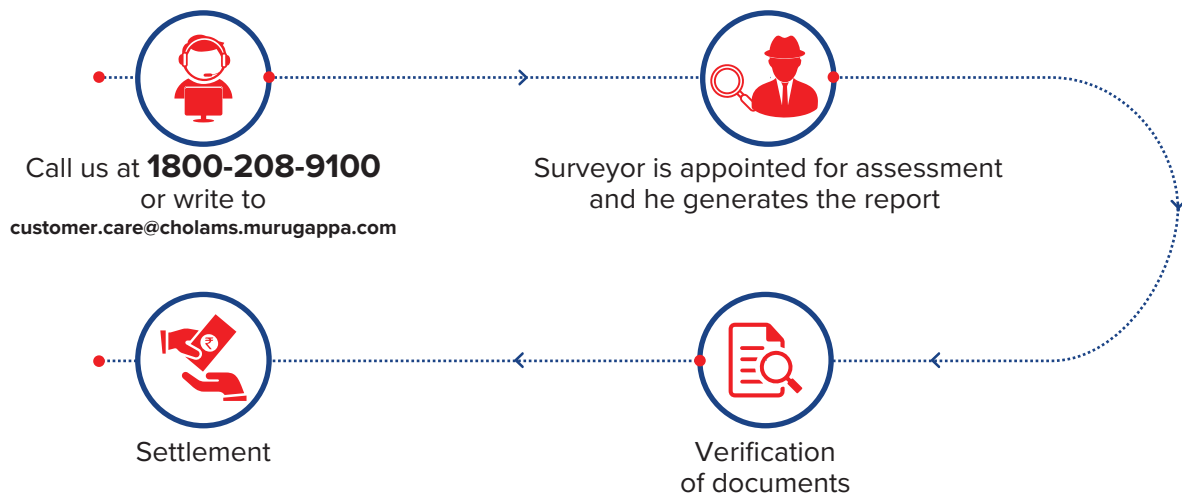 Call us at 1800-208-9100
or write to
customer.care@cholams.murugappa.com
Surveyor is appointed for assessment
and he generates the report
₹
Settlement
Verification
of documents